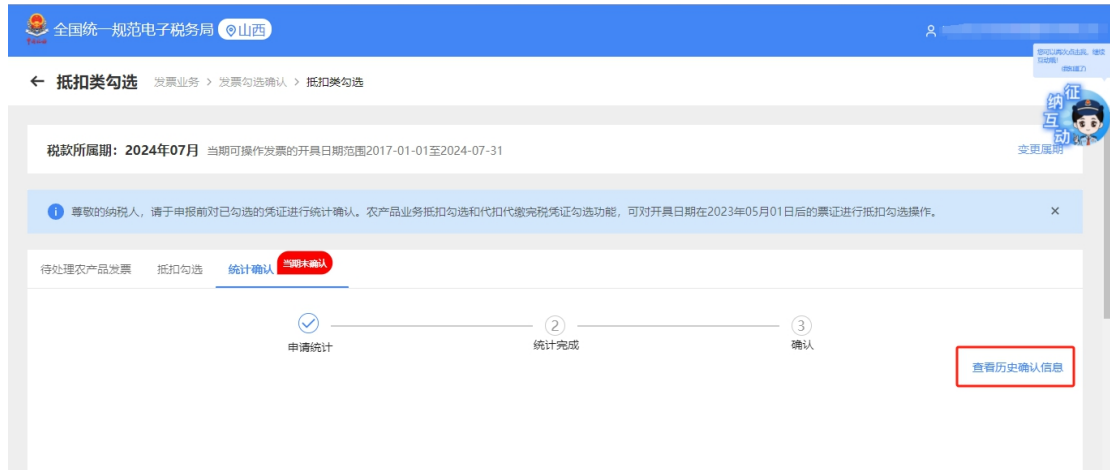 全国统一规范电子税务局 山西
您可以再次点击我，继续
征纳互动
← 抵扣类勾选 发票业务 > 发票勾选确认 > 抵扣类勾选
税款所属期：2024年07月 当期可操作发票的开具日期范围2017-01-01至2024-07-31
变更属期
尊敬的纳税人，请于申报前对已勾选的凭证进行统计确认。农产品业务抵扣勾选和代扣代缴完税凭证勾选功能，可对开具日期在2023年05月01日后的票证进行抵扣勾选操作。 ×
待处理农产品发票 抵扣勾选 统计确认 当期未确认
2 3
申请统计 统计完成 确认
查看历史确认信息